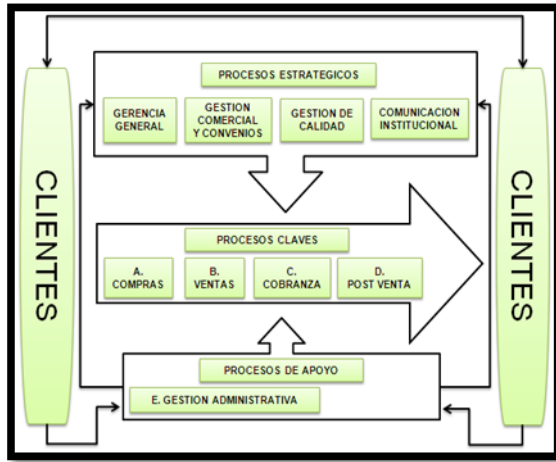 CLIENTES
PROCESOS ESTRATEGICOS
GERENCIA
GENERAL
GESTION
COMERCIAL
Y CONVENIOS
GESTION DE
CALIDAD
COMUNICACION
INSTITUCIONAL
PROCESOS CLAVES
A.
COMPRAS
B.
VENTAS
C.
COBRANZA
D.
POST VENTA
PROCESOS DE APOYO
E. GESTION ADMINISTRATIVA
CLIENTES